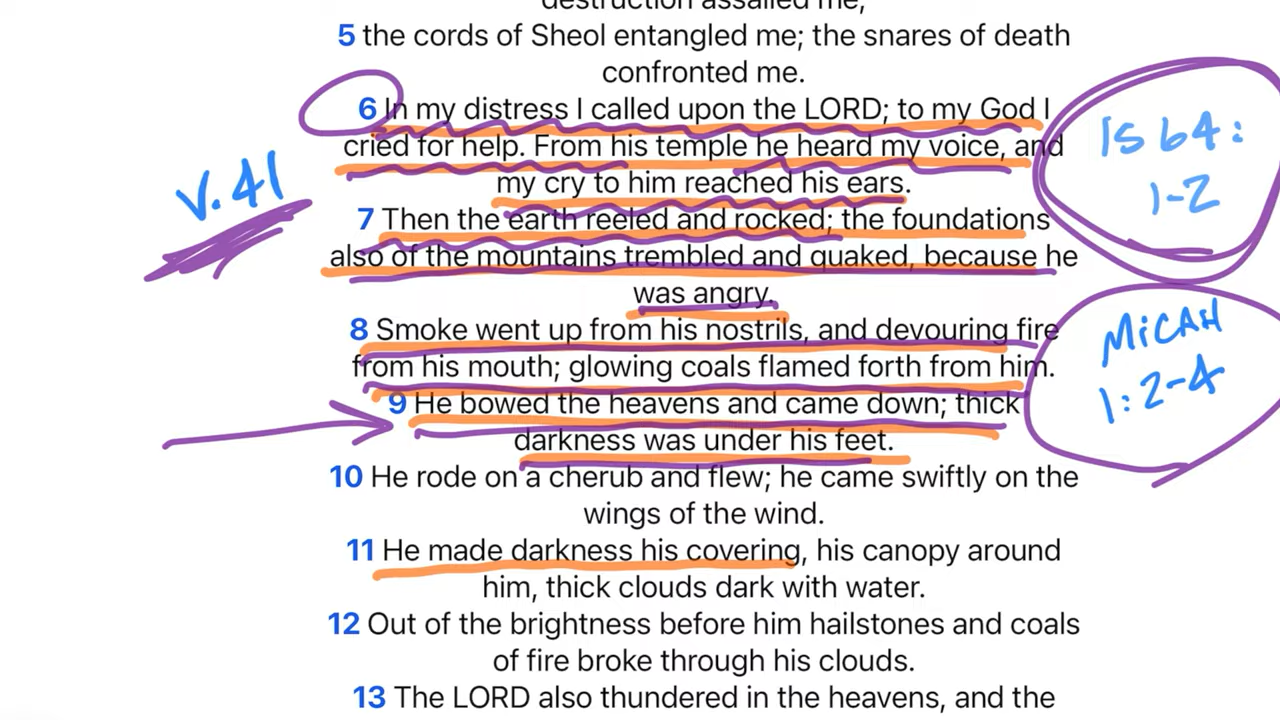 destruction assailed me;
5 the cords of Sheol entangled me; the snares of death
confronted me.
6 In my distress I called upon the LORD; to my God I
cried for help. From his temple he heard my voice, and
my cry to him reached his ears.
7 Then the earth reeled and rocked; the foundations
also of the mountains trembled and quaked, because he
was angry.
8 Smoke went up from his nostrils, and devouring fire
from his mouth; glowing coals flamed forth from him.
9 He bowed the heavens and came down; thick
darkness was under his feet.
10 He rode on a cherub and flew; he came swiftly on the
wings of the wind.
11 He made darkness his covering, his canopy around
him, thick clouds dark with water.
12 Out of the brightness before him hailstones and coals
of fire broke through his clouds.
13 The LORD also thundered in the heavens, and the
V. 41
IS 64:
1-2
MICAH
1:2-4